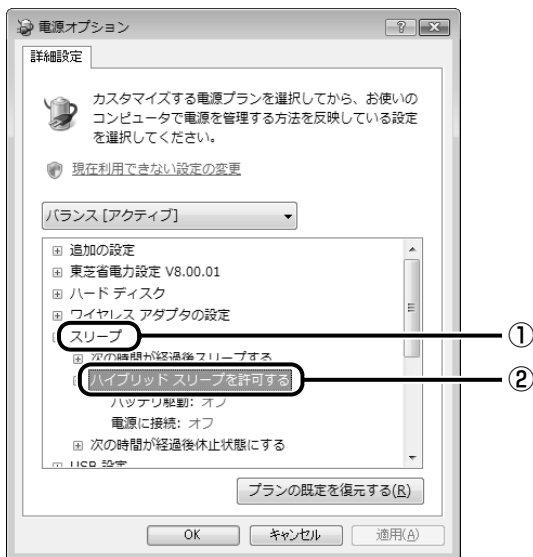 電源オプション
詳細設定
カスタマイズする電源プランを選択してから、お使いの
コンピュータで電源を管理する方法を反映している設定
を選択してください。
現在利用できない設定の変更
バランス [アクティブ]
追加の設定
東芝省電力設定 V8.00.01
ハード ディスク
ワイヤレス アダプタの設定
スリープ
①
次の時間が経過後スリープする
ハイブリッド スリープを許可する
②
バッテリ駆動: オフ
電源に接続: オフ
次の時間が経過後休止状態にする
USB 設定
プランの既定を復元する(R)
OK
キャンセル
適用(A)